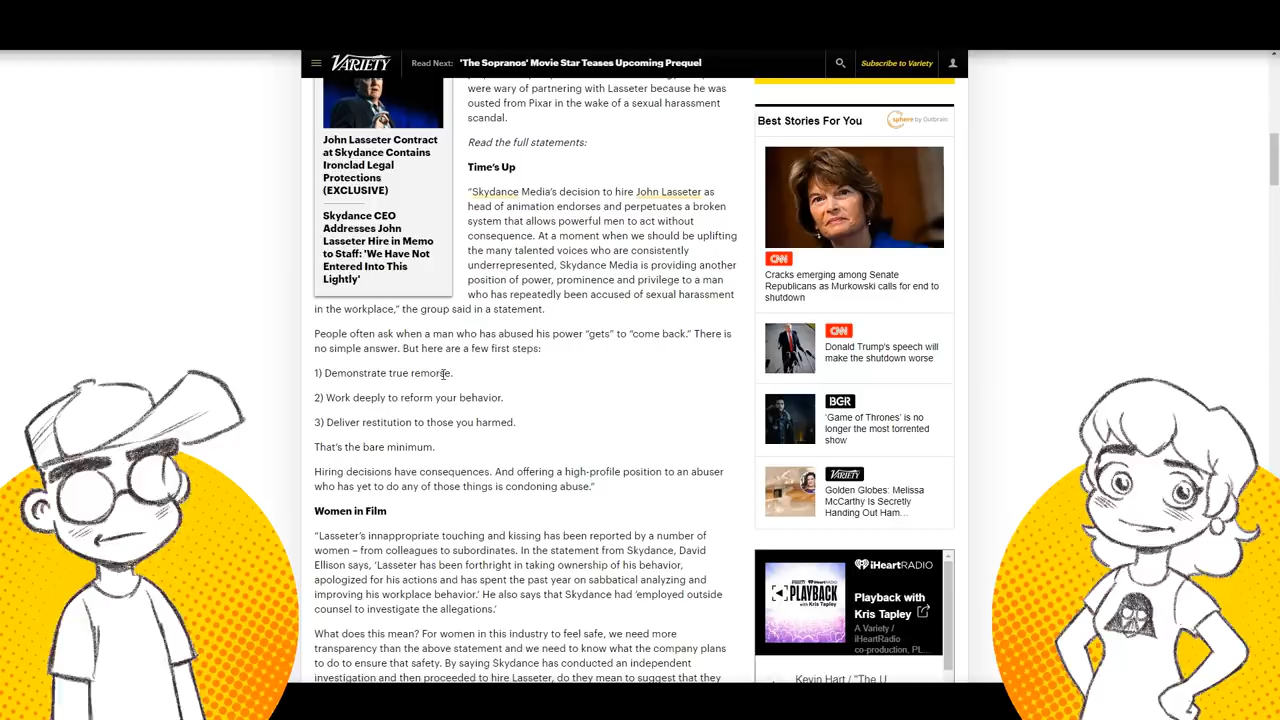 VARIETY
Read Next: 'The Sopranos' Movie Star Teases Upcoming Prequel
Subscribe to Variety
John Lasseter Contract
at Skydance Contains
Ironclad Legal
Protections
(EXCLUSIVE)
Skydance CEO
Addresses John
Lasseter Hire in Memo
to Staff: 'We Have Not
Entered Into This
Lightly'
were wary of partnering with Lasseter because he was
ousted from Pixar in the wake of a sexual harassment
scandal.
Read the full statements:
Time's Up
"Skydance Media's decision to hire John Lasseter as
head of animation endorses and perpetuates a broken
system that allows powerful men to act without
consequence. At a moment when we should be uplifting
the many talented voices who are consistently
underrepresented, Skydance Media is providing another
position of power, prominence and privilege to a man
who has repeatedly been accused of sexual harassment
in the workplace," the group said in a statement.
People often ask when a man who has abused his power "gets" to "come back." There is
no simple answer. But here are a few first steps:
1) Demonstrate true remorse.
2) Work deeply to reform your behavior.
3) Deliver restitution to those you harmed.
That's the bare minimum.
Hiring decisions have consequences. And offering a high-profile position to an abuser
who has yet to do any of those things is condoning abuse."
Women in Film
"Lasseter's innappropriate touching and kissing has been reported by a number of
women – from colleagues to subordinates. In the statement from Skydance, David
Ellison says, 'Lasseter has been forthright in taking ownership of his behavior,
apologized for his actions and has spent the past year on sabbatical analyzing and
improving his workplace behavior.' He also says that Skydance had 'employed outside
counsel to investigate the allegations.'
What does this mean? For women in this industry to feel safe, we need more
transparency than the above statement and we need to know what the company plans
to do to ensure that safety. By saying Skydance has conducted an independent
investigation and then proceeded to hire Lasseter, do they mean to suggest that they
Best Stories For You
sphere by Outbrain
CNN
Cracks emerging among Senate
Republicans as Murkowski calls for end to
shutdown
CNN
Donald Trump's speech will
make the shutdown worse
BGR
'Game of Thrones' is no
longer the most torrented
show
VARIETY
Golden Globes: Melissa
McCarthy Is Secretly
Handing Out Ham...
iHeartRADIO
PLAYBACK
with Kris Tapley
Playback with
Kris Tapley
A Variety /
iHeartRadio
co-production, PL...
Kevin Hart / "The U